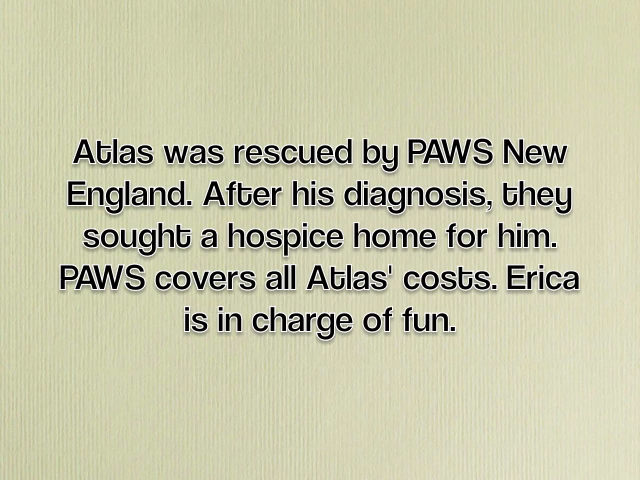 Atlas was rescued by PAWS New
England. After his diagnosis, they
sought a hospice home for him.
PAWS covers all Atlas' costs. Erica
is in charge of fun.